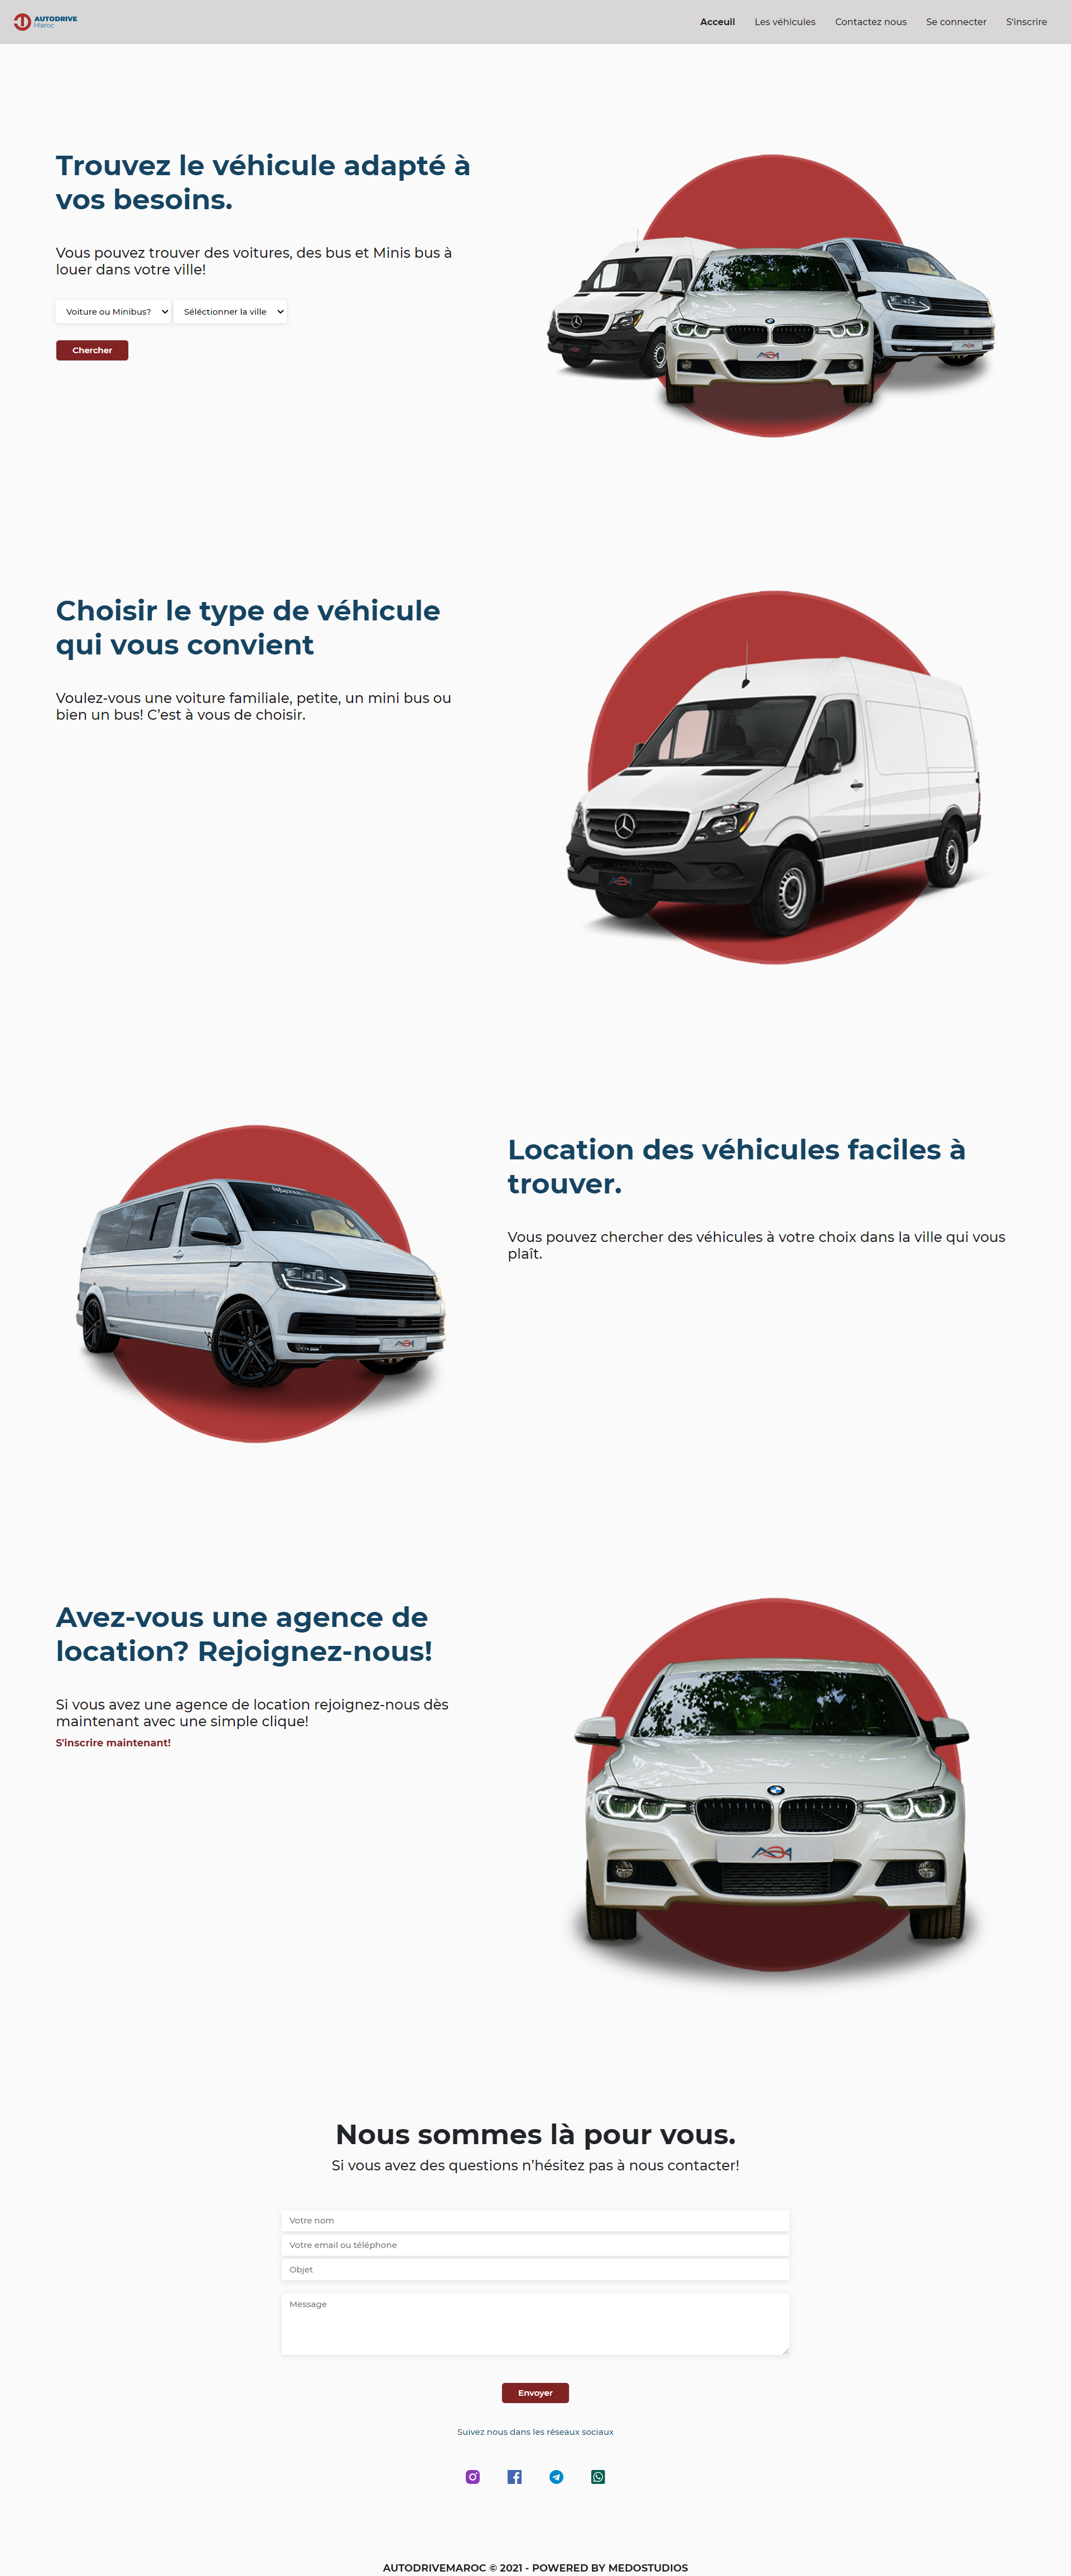 AUTODRIVE
Maroc
Acceuil
Les véhicules
Contactez nous
Se connecter
S'inscrire
Trouvez le véhicule adapté à
vos besoins.
Vous pouvez trouver des voitures, des bus et Minis bus à
louer dans votre ville!
Voiture ou Minibus?
Séléctionner la ville
Chercher
Choisir le type de véhicule
qui vous convient
Voulez-vous une voiture familiale, petite, un mini bus ou
bien un bus! C’est à vous de choisir.
Location des véhicules faciles à
trouver.
Vous pouvez chercher des véhicules à votre choix dans la ville qui vous
plaît.
Avez-vous une agence de
location? Rejoignez-nous!
Si vous avez une agence de location rejoignez-nous dès
maintenant avec une simple clique!
S'inscrire maintenant!
Nous sommes là pour vous.
Si vous avez des questions n’hésitez pas à nous contacter!
Votre nom
Votre email ou téléphone
Objet
Message
Envoyer
Suivez nous dans les réseaux sociaux
AUTODRIVEMAROC © 2021 - POWERED BY MEDOSTUDIOS